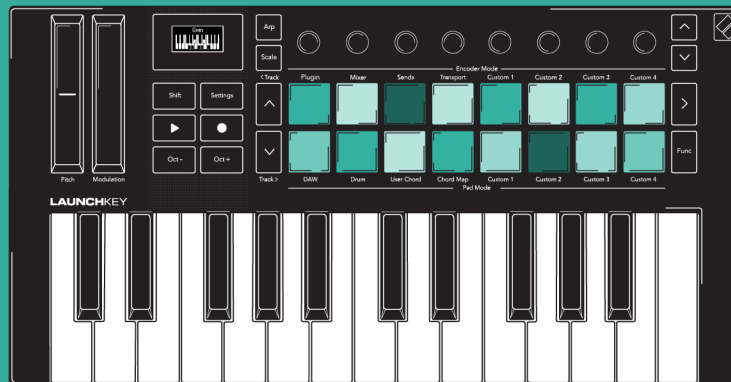 Arp
Scale
Encoder Mode
<Track Plugin Mixer Sends Transport Custom 1 Custom 2 Custom 3 Custom 4
Shift Settings
Oct - Oct +
Func
Pitch Modulation
Track> DAW Drum User Chord Chord Map Custom 1 Custom 2 Custom 3 Custom 4
Pad Mode
LAUNCHKEY